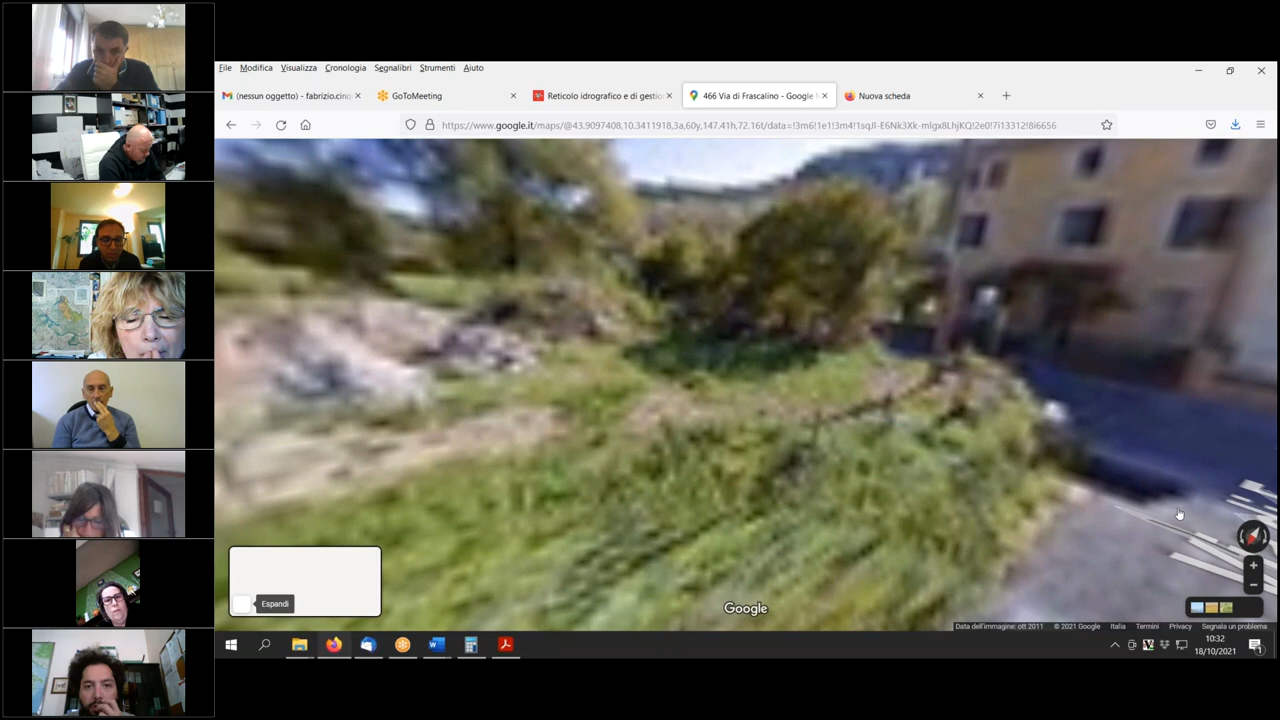 File Modifica Visualizza Cronologia Segnalibri Strumenti Aiuto
(nessun oggetto) - fabrizio.cinq
GoToMeeting
Reticolo idrografico e di gestio
466 Via di Frascalino - Google
Nuova scheda
https://www.google.it/maps/@43.9097408,10.3411918,3a,60y,147.41h,72.16t/data=!3m6!1e1!3m4!1sqJl-E6Nk3Xk-mlgx8LhjKQ!2e0!7i13312!8i6656
Espandi
Google
Data dell'immagine: ott 2011 © 2021 Google Italia Termini Privacy Segnala un problema
10:32
18/10/2021